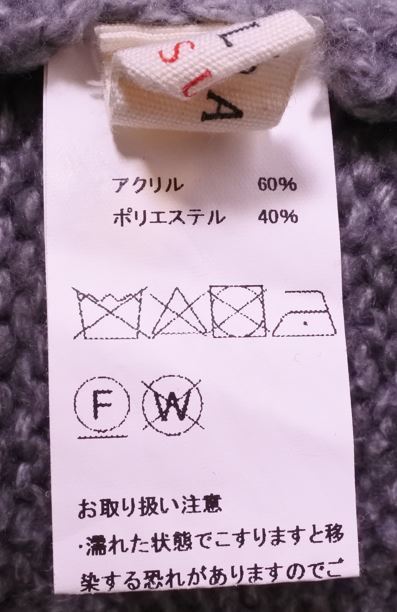 アクリル 60%
ポリエステル 40%
F W
お取り扱い注意
・濡れた状態でこすりますと移
染する恐れがありますのでご